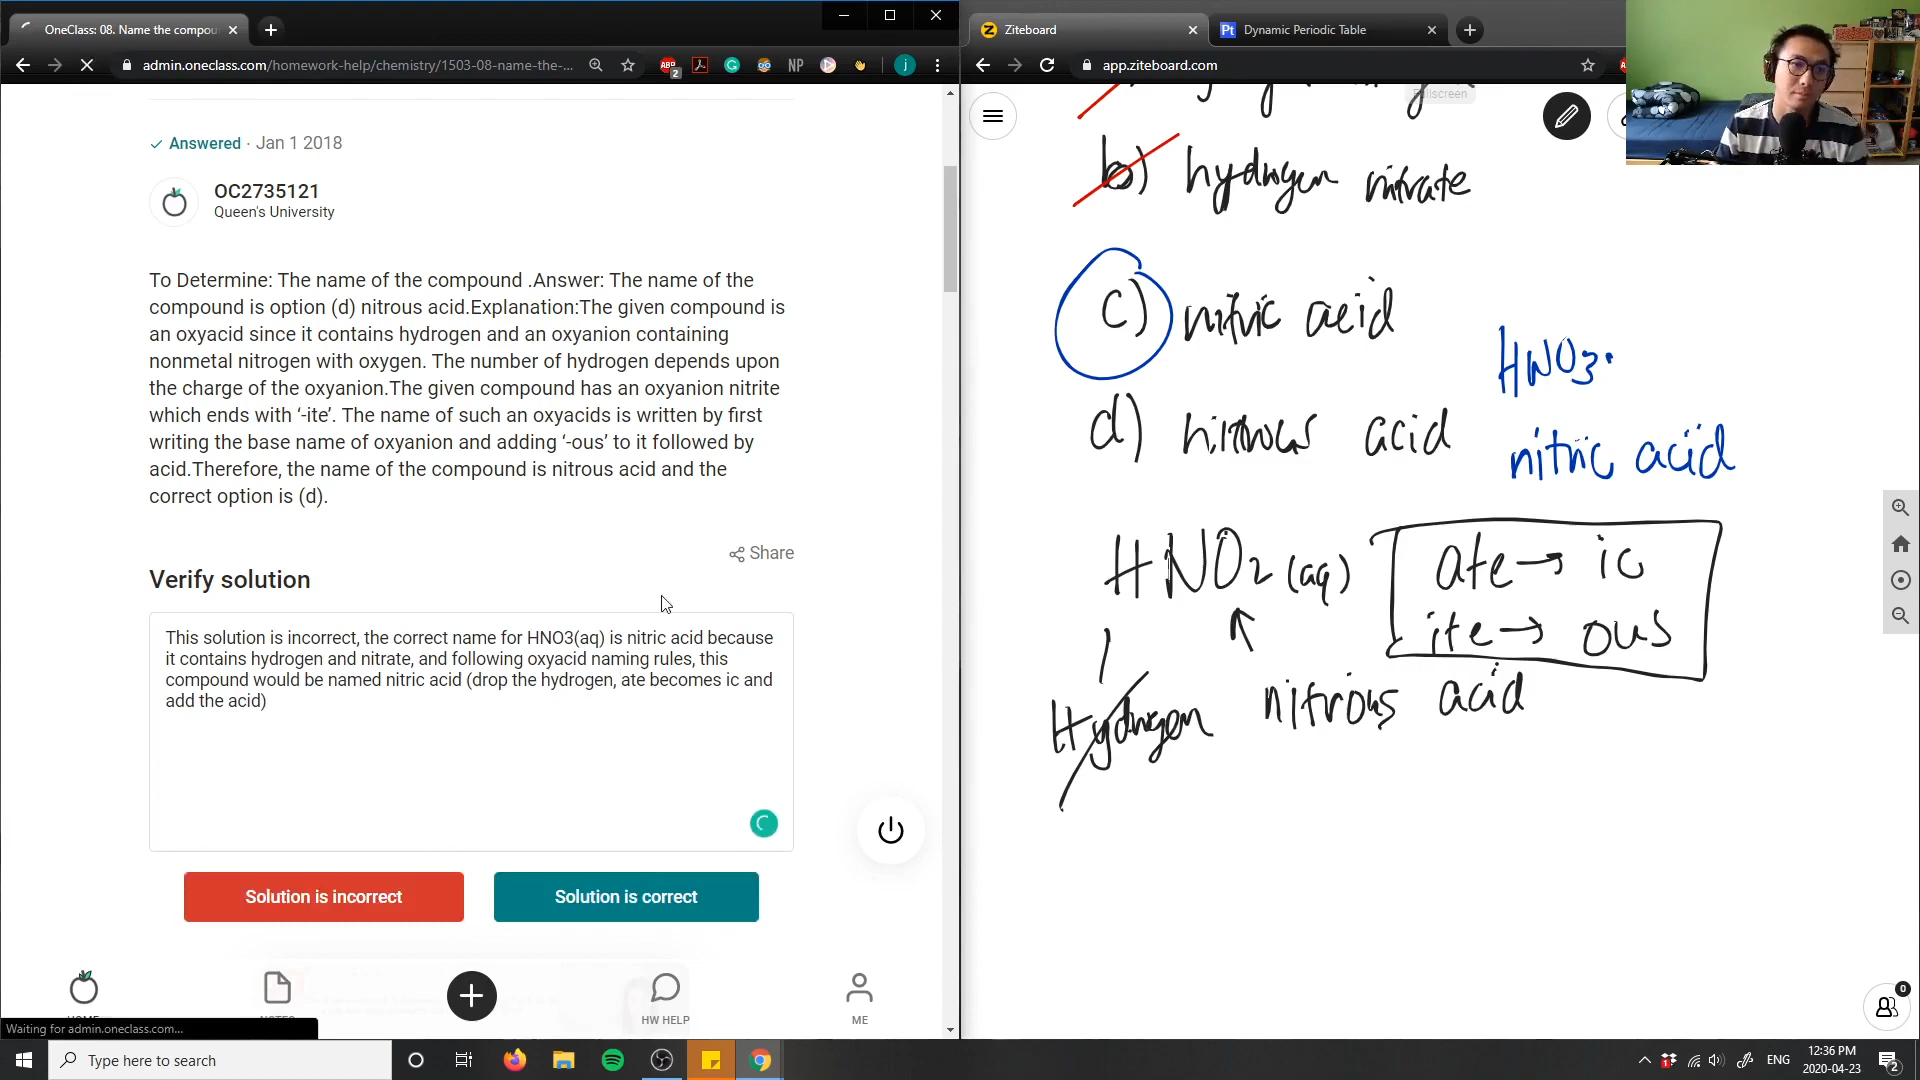 OneClass: 08. Name the compou
admin.oneclass.com/homework-help/chemistry/1503-08-name-the-...
ABP
2
NP
j
Answered · Jan 1 2018
OC2735121
Queen's University
To Determine: The name of the compound .Answer: The name of the
compound is option (d) nitrous acid.Explanation:The given compound is
an oxyacid since it contains hydrogen and an oxyanion containing
nonmetal nitrogen with oxygen. The number of hydrogen depends upon
the charge of the oxyanion.The given compound has an oxyanion nitrite
which ends with ‘-ite’. The name of such an oxyacids is written by first
writing the base name of oxyanion and adding ‘-ous’ to it followed by
acid.Therefore, the name of the compound is nitrous acid and the
correct option is (d).
Share
Verify solution
This solution is incorrect, the correct name for HNO3(aq) is nitric acid because
it contains hydrogen and nitrate, and following oxyacid naming rules, this
compound would be named nitric acid (drop the hydrogen, ate becomes ic and
add the acid)
Solution is incorrect
Solution is correct
HW HELP
ME
Waiting for admin.oneclass.com...
Ziteboard
Pt Dynamic Periodic Table
app.ziteboard.com
b) hydrogen nitrate
c) nitric acid
HNO3.
d) nitrous acid
nitric acid
HNO2 (aq)
ate → ic
ite → ous
Hydrogen nitrous acid
0
Type here to search
ENG
12:36 PM
2020-04-23
2